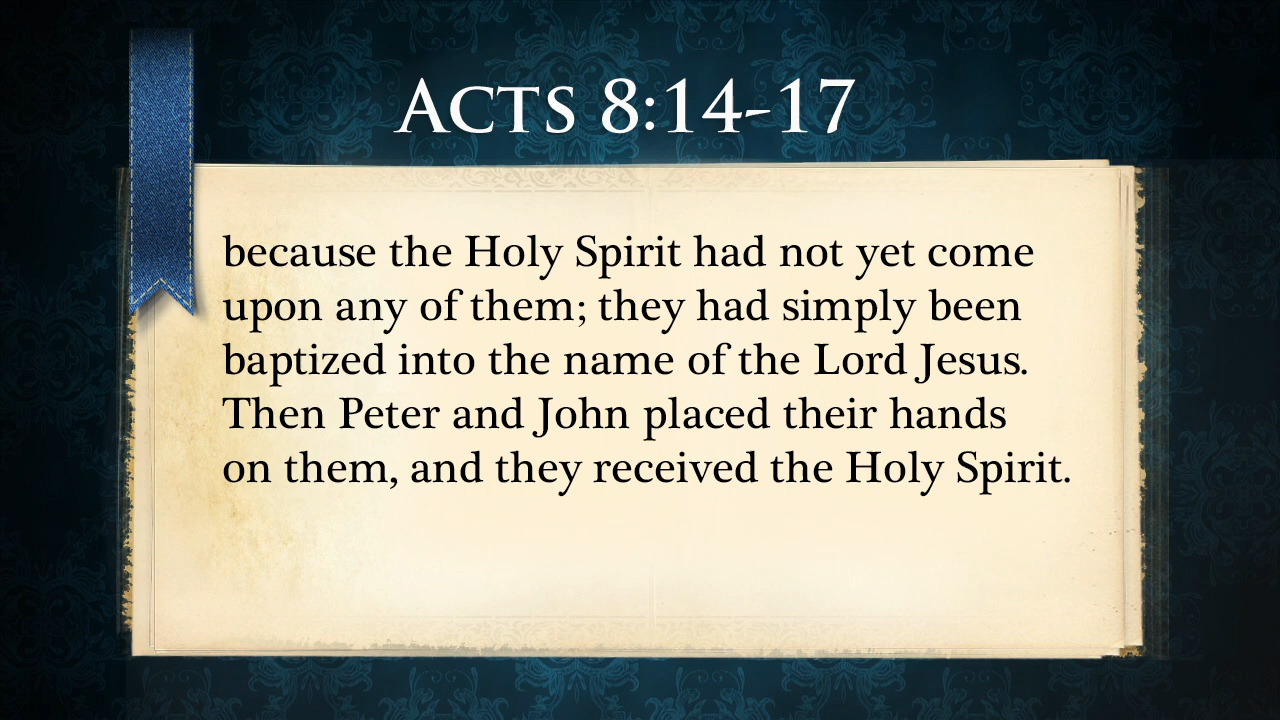 Acts 8:14-17
because the Holy Spirit had not yet come
upon any of them; they had simply been
baptized into the name of the Lord Jesus.
Then Peter and John placed their hands
on them, and they received the Holy Spirit.